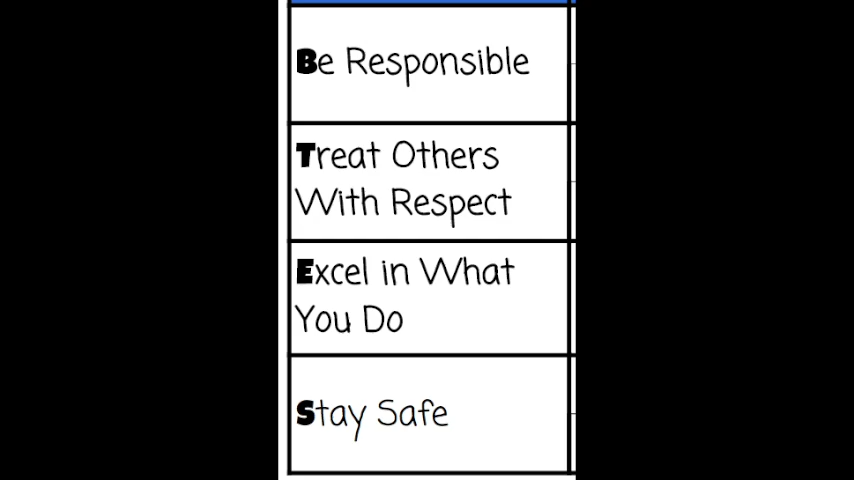 Be Responsible
Treat Others
With Respect
Excel in What
You Do
Stay Safe